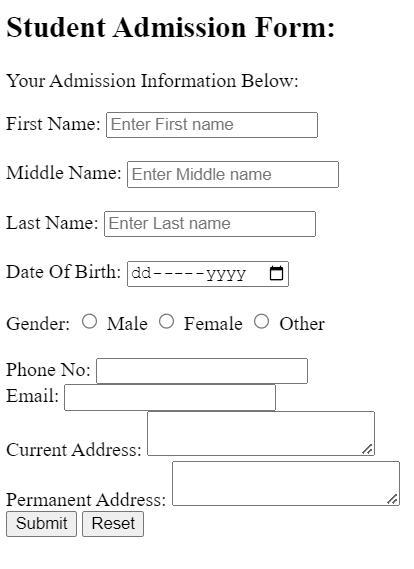 Student Admission Form:
Your Admission Information Below:
First Name: Enter First name
Middle Name: Enter Middle name
Last Name: Enter Last name
Date Of Birth: dd-----yyyy
Gender: Male Female Other
Phone No:
Email:
Current Address:
Permanent Address:
Submit Reset